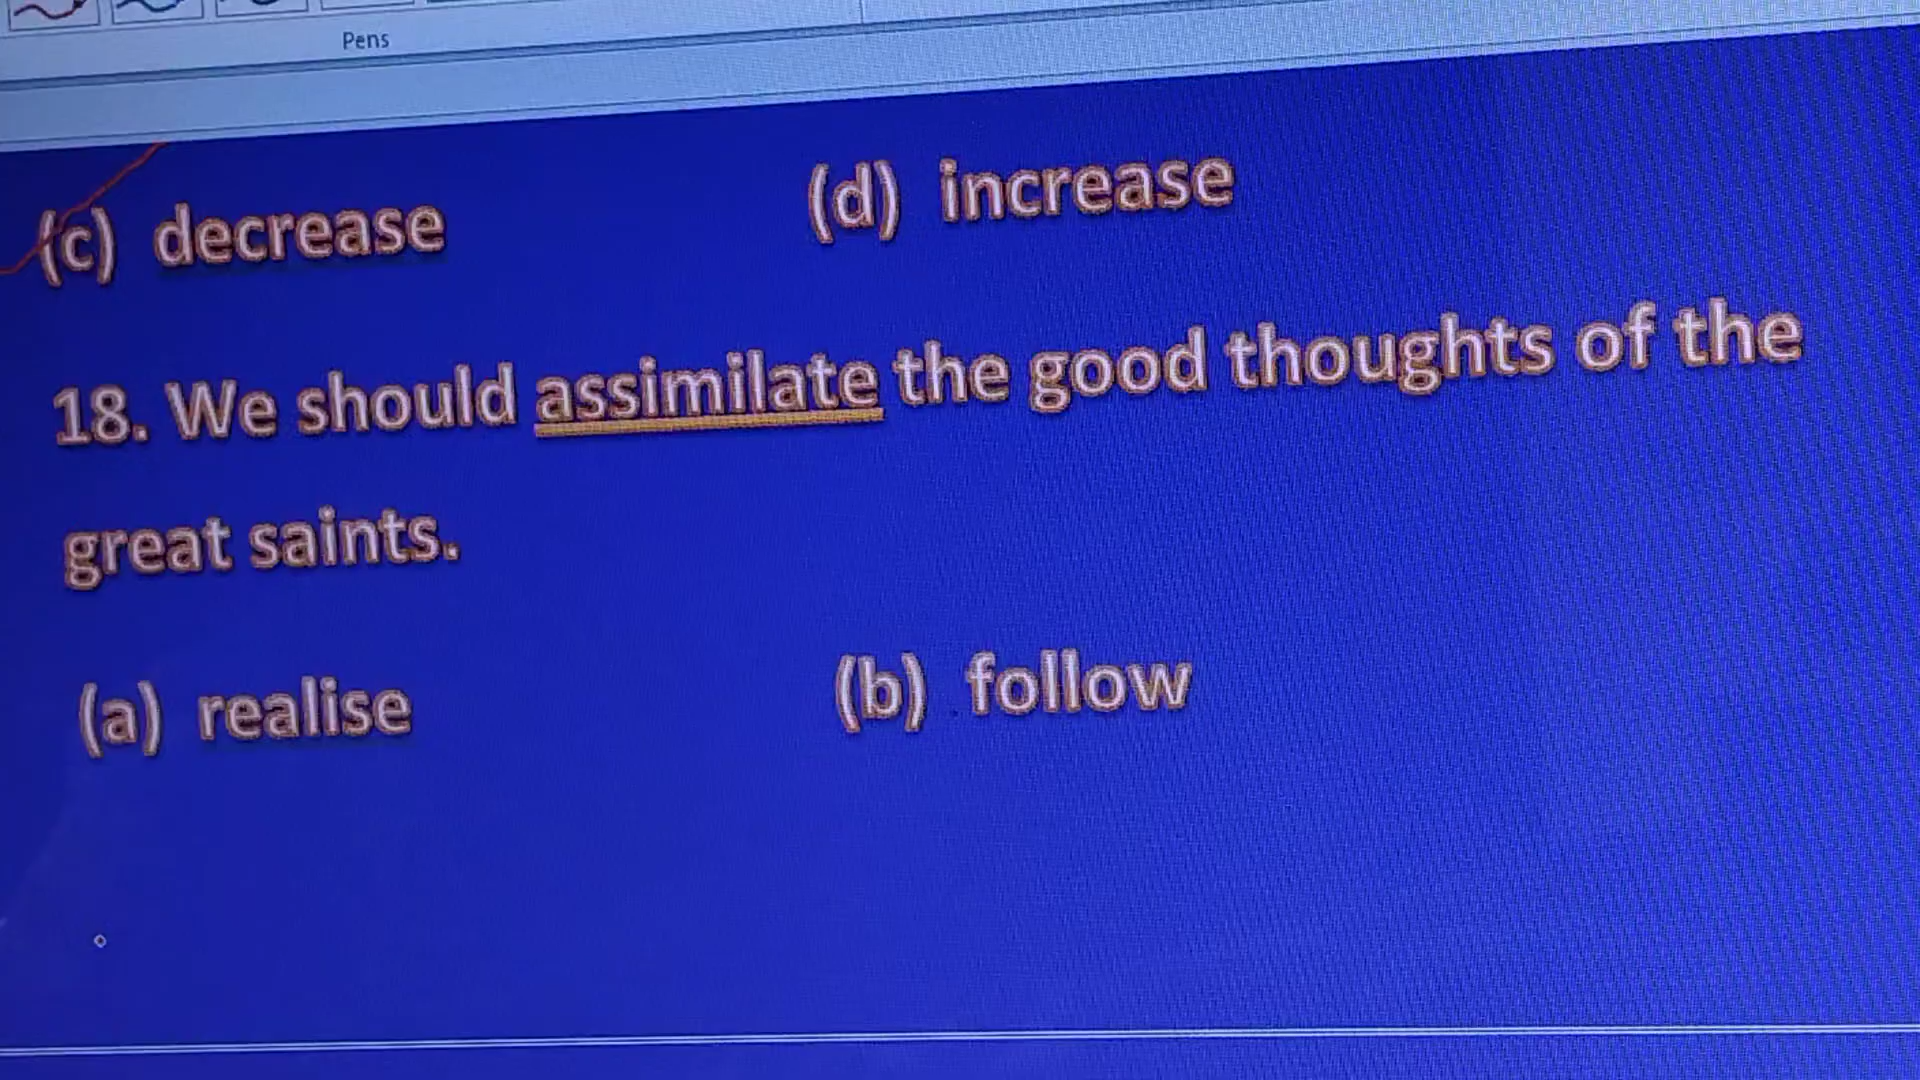 Pens
(c) decrease (d) increase
18. We should assimilate the good thoughts of the
great saints.
(a) realise (b) follow